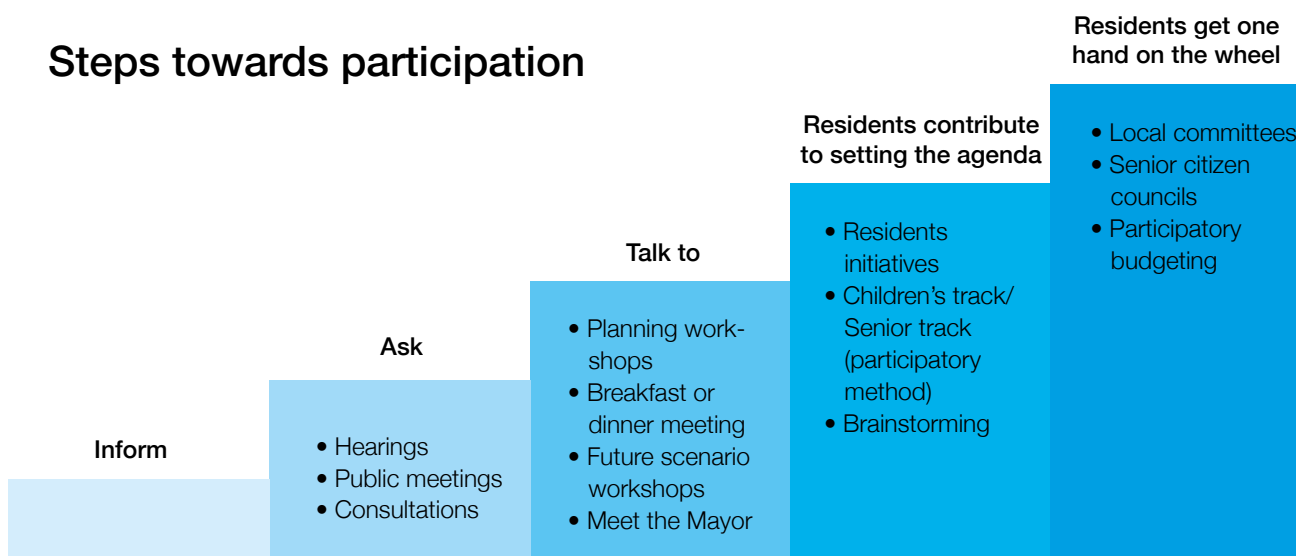 Steps towards participation
Inform
Ask
• Hearings
• Public meetings
• Consultations
Talk to
• Planning work-
shops
• Breakfast or
dinner meeting
• Future scenario
workshops
• Meet the Mayor
Residents contribute
to setting the agenda
• Residents
initiatives
• Children’s track/
Senior track
(participatory
method)
• Brainstorming
Residents get one
hand on the wheel
• Local committees
• Senior citizen
councils
• Participatory
budgeting